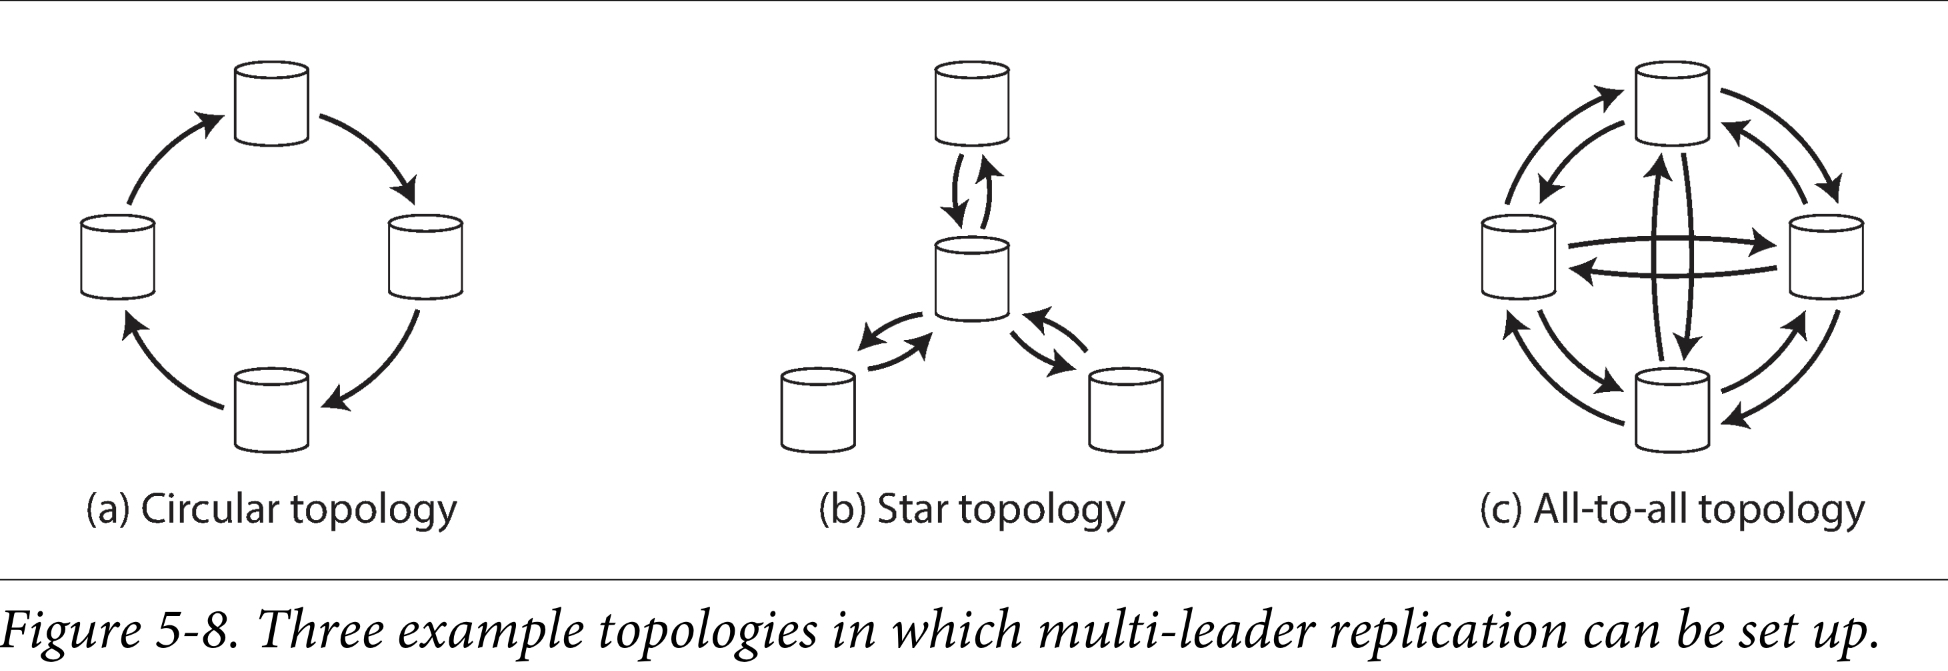 (a) Circular topology
(b) Star topology
(c) All-to-all topology
Figure 5-8. Three example topologies in which multi-leader replication can be set up.